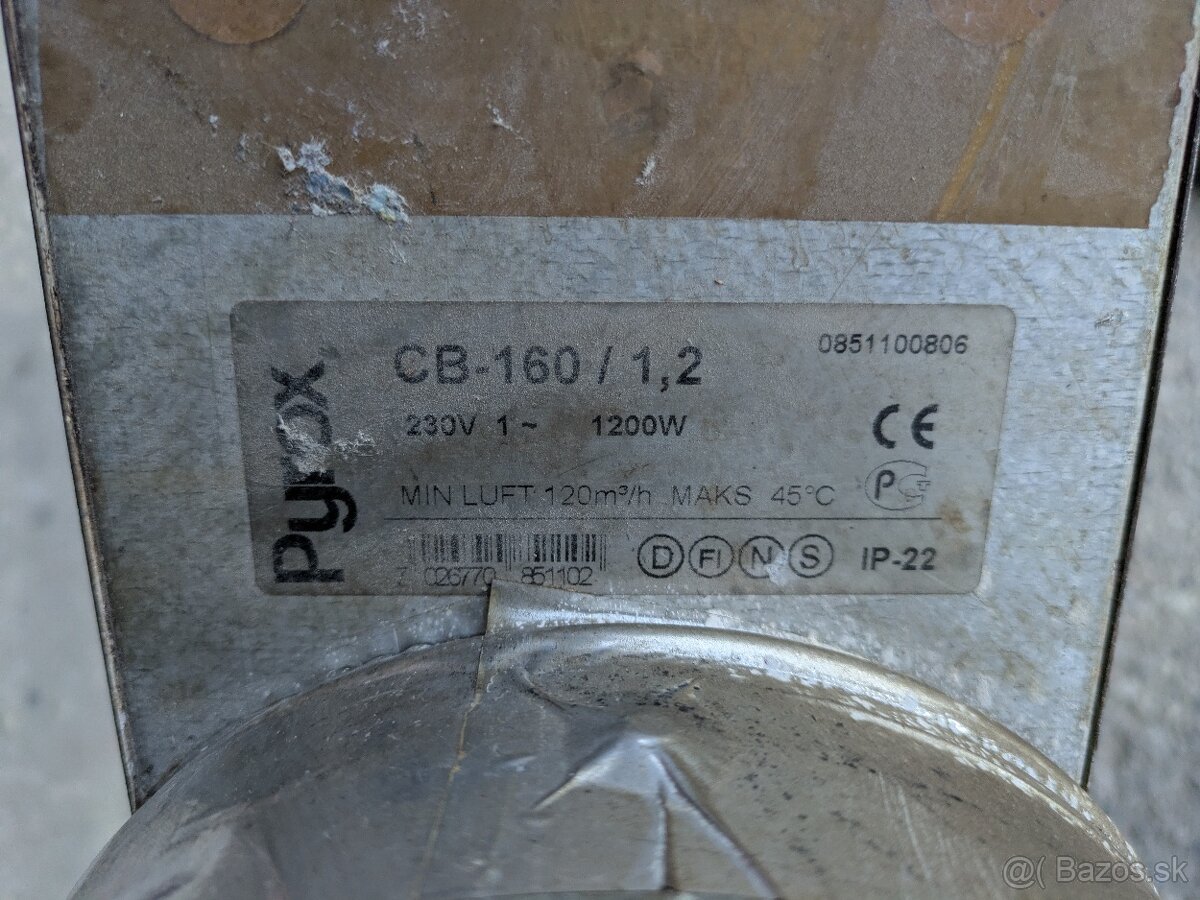 Pyrox
CB-160 / 1,2
0851100806
230V 1~ 1200W
CE
MIN LUFT 120m³/h MAKS 45°C
PG
7 026770 851102
D FI N S IP-22
@( Bazos.sk